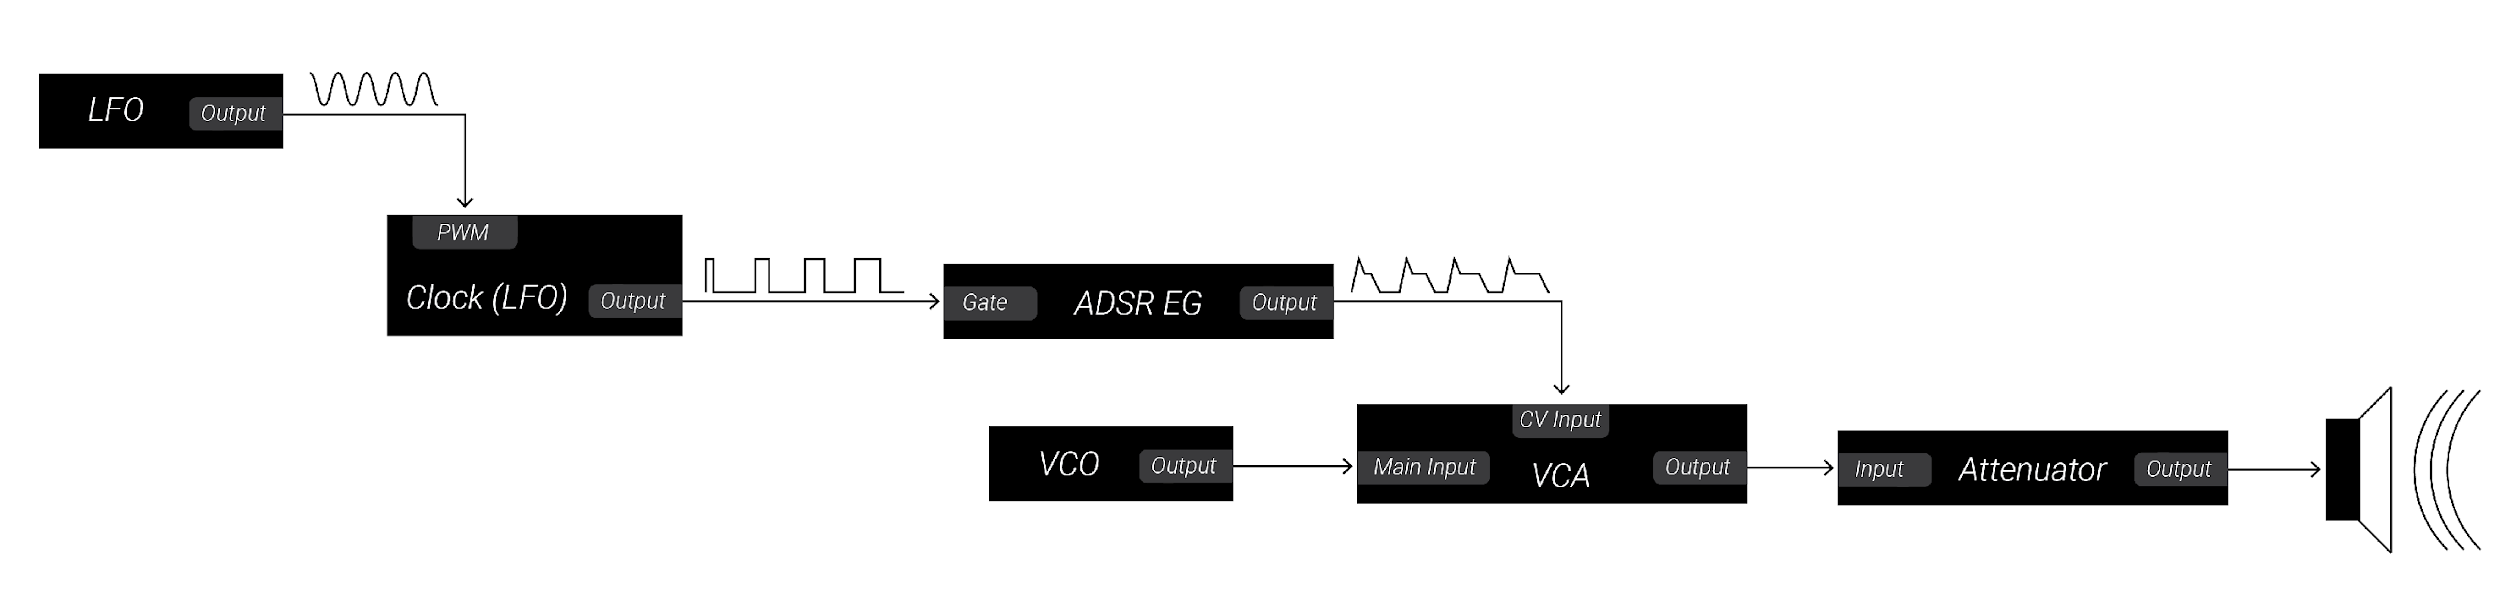 LFO
Output
PWM
Clock (LFO)
Output
Gate
ADSR EG
Output
VCO
Output
CV Input
Main Input
VCA
Output
Input
Attenuator
Output